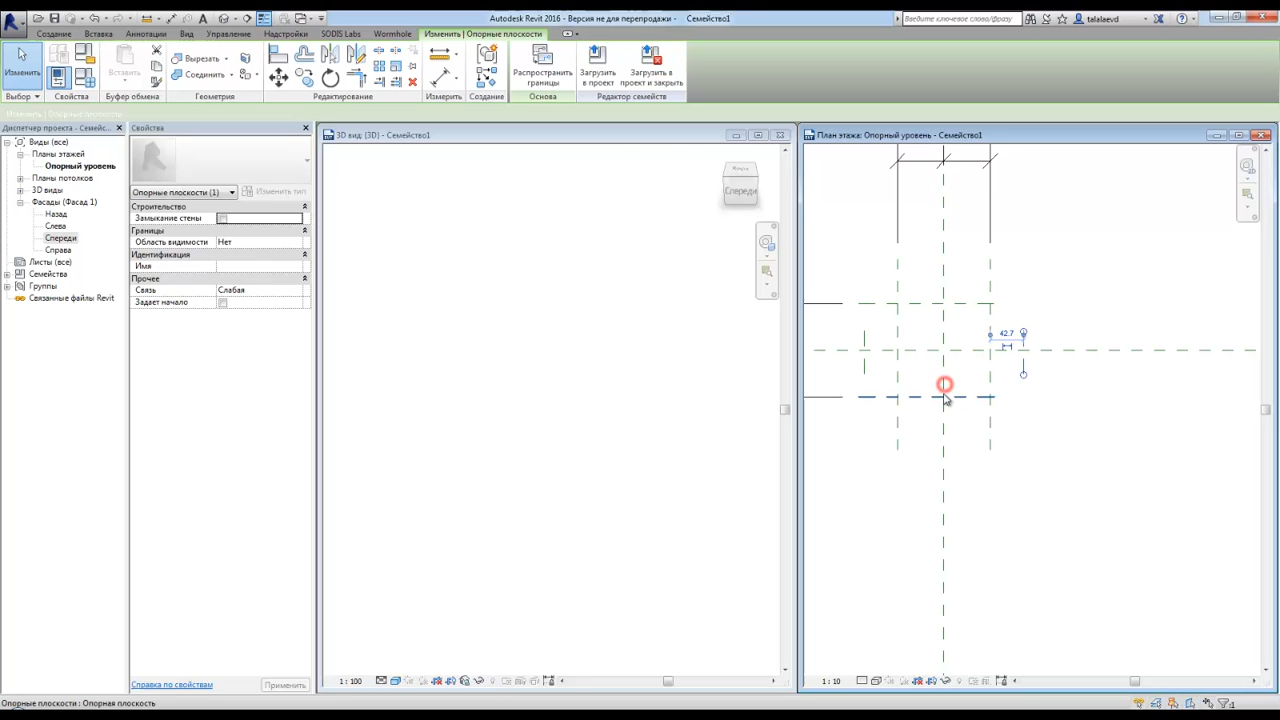 Autodesk Revit 2016 - Версия не для перепродажи - Семейство1
Введите ключевое слово/фразу
talalaevd
Создание Вставка Аннотации Вид Управление Надстройки SODIS Labs Wormhole Изменить | Опорные плоскости
Изменить
Вставить
Вырезать
Соединить
Распространить границы
Загрузить в проект
Загрузить в проект и закрыть
Выбор Свойства Буфер обмена Геометрия Редактирование Измерить Создание Основа Редактор семейств
Диспетчер проекта - Семейс...
Виды (все)
Планы этажей
Опорный уровень
Планы потолков
3D виды
Фасады (Фасад 1)
Назад
Слева
Спереди
Справа
Листы (все)
Семейства
Группы
Связанные файлы Revit
Свойства
Опорные плоскости (1)
Изменить тип
Строительство
Замыкание стены
Границы
Область видимости Нет
Идентификация
Имя
Прочее
Связь Слабая
Задает начало
Справка по свойствам
Применить
3D вид: {3D} - Семейство1
Верх
Спереди
1 : 100
План этажа: Опорный уровень - Семейство1
42.7
1 : 10
Опорные плоскости : Опорная плоскость
:1